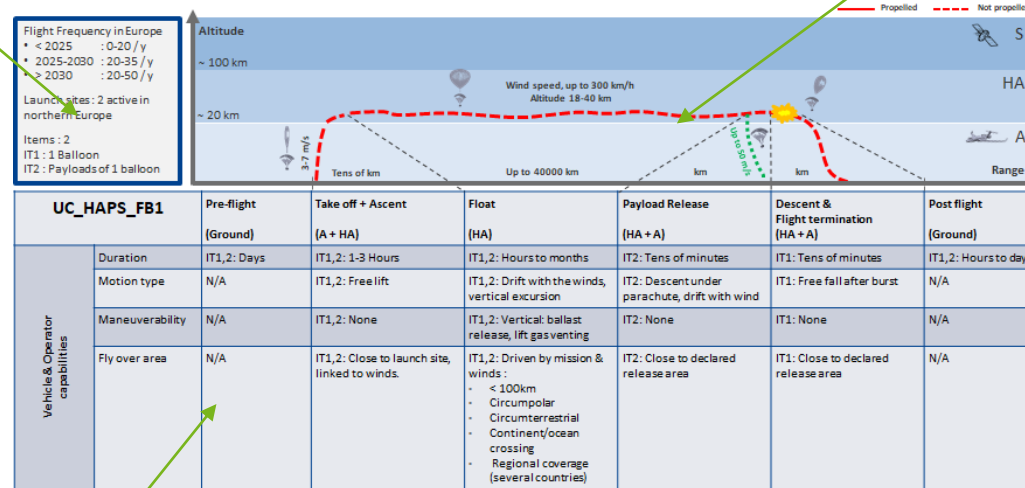 Propelled
Not propelle
Flight Frequency in Europe
• < 2025 : 0-20 / y
• 2025-2030 : 20-35 / y
• > 2030 : 20-50 / y
Launch sites : 2 active in
northern Europe
Items : 2
IT1 : 1 Balloon
IT2 : Payloads of 1 balloon
Altitude
~ 100 km
~ 20 km
S
HA
A
Wind speed, up to 300 km/h
Altitude 18-40 km
3-7 m/s
Up to 50 m/s
Tens of km
Up to 40000 km
km
km
Range
UC_HAPS_FB1
Pre-flight
(Ground)
Take off + Ascent
(A + HA)
Float
(HA)
Payload Release
(HA + A)
Descent &
Flight termination
(HA + A)
Post flight
(Ground)
Vehicle & Operator
capabilities
Duration
IT1,2: Days
IT1,2: 1-3 Hours
IT1,2: Hours to months
IT2: Tens of minutes
IT1: Tens of minutes
IT1,2: Hours to day
Motion type
N/A
IT1,2: Free lift
IT1,2: Drift with the winds,
vertical excursion
IT2: Descent under
parachute, drift with wind
IT1: Free fall after burst
N/A
Maneuverability
N/A
IT1,2: None
IT1,2: Vertical: ballast
release, lift gas venting
IT2: None
IT1: None
N/A
Fly over area
N/A
IT1,2: Close to launch site,
linked to winds.
IT1,2: Driven by mission &
winds :
- < 100km
- Circumpolar
- Circumterrestrial
- Continent/ocean
crossing
- Regional coverage
(several countries)
IT2: Close to declared
release area
IT1: Close to declared
release area
N/A